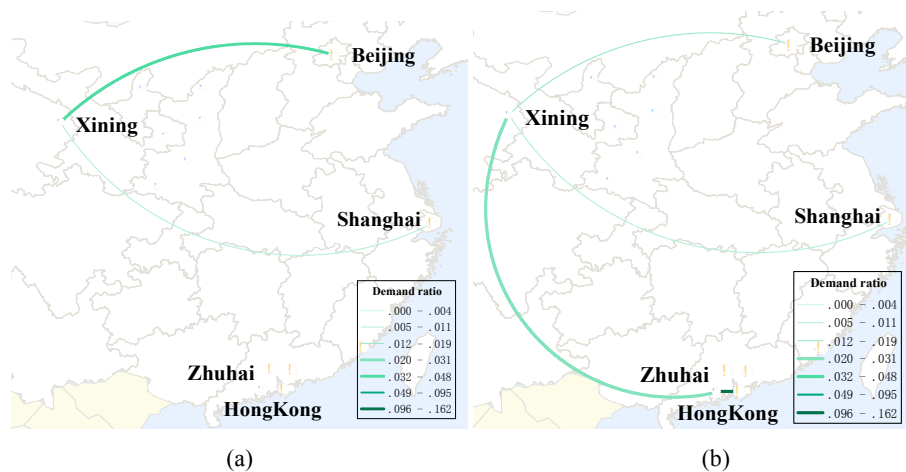 Beijing
Xining
Shanghai
Zhuhai
HongKong
Demand ratio
.000 - .004
.005 - .011
.012 - .019
.020 - .031
.032 - .048
.049 - .095
.096 - .162
(a)
Beijing
Xining
Shanghai
Zhuhai
HongKong
Demand ratio
.000 - .004
.005 - .011
.012 - .019
.020 - .031
.032 - .048
.049 - .095
.096 - .162
(b)